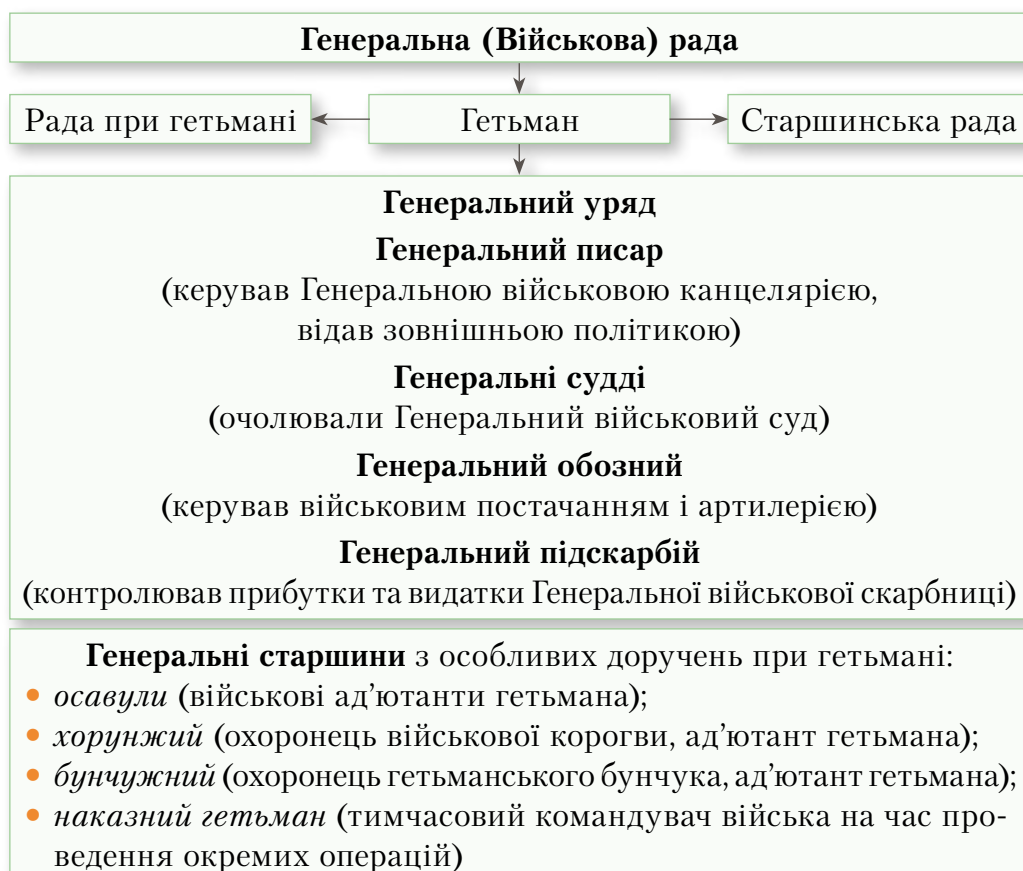 Генеральна (Військова) рада
Рада при гетьмані
Гетьман
Старшинська рада
Генеральний уряд
Генеральний писар
(керував Генеральною військовою канцелярією,
відав зовнішньою політикою)
Генеральні судді
(очолювали Генеральний військовий суд)
Генеральний обозний
(керував військовим постачанням і артилерією)
Генеральний підскарбій
(контролював прибутки та видатки Генеральної військової скарбниці)
Генеральні старшини з особливих доручень при гетьмані:
• осавули (військові ад’ютанти гетьмана);
• хорунжий (охоронець військової корогви, ад’ютант гетьмана);
• бунчужний (охоронець гетьманського бунчука, ад’ютант гетьмана);
• наказний гетьман (тимчасовий командувач війська на час про-
ведення окремих операцій)